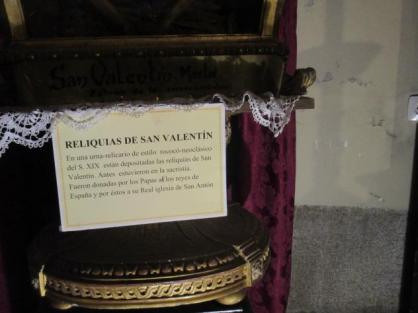 San Valentín. Martir
RELIQUIAS DE SAN VALENTÍN
En una urna-relicario de estilo rococó-neoclásico
del S. XIX están depositadas las reliquias de San
Valentín. Antes estuvieron en la sacristía.
Fueron donadas por los Papas a los reyes de
España y por éstos a su Real iglesia de San Antón